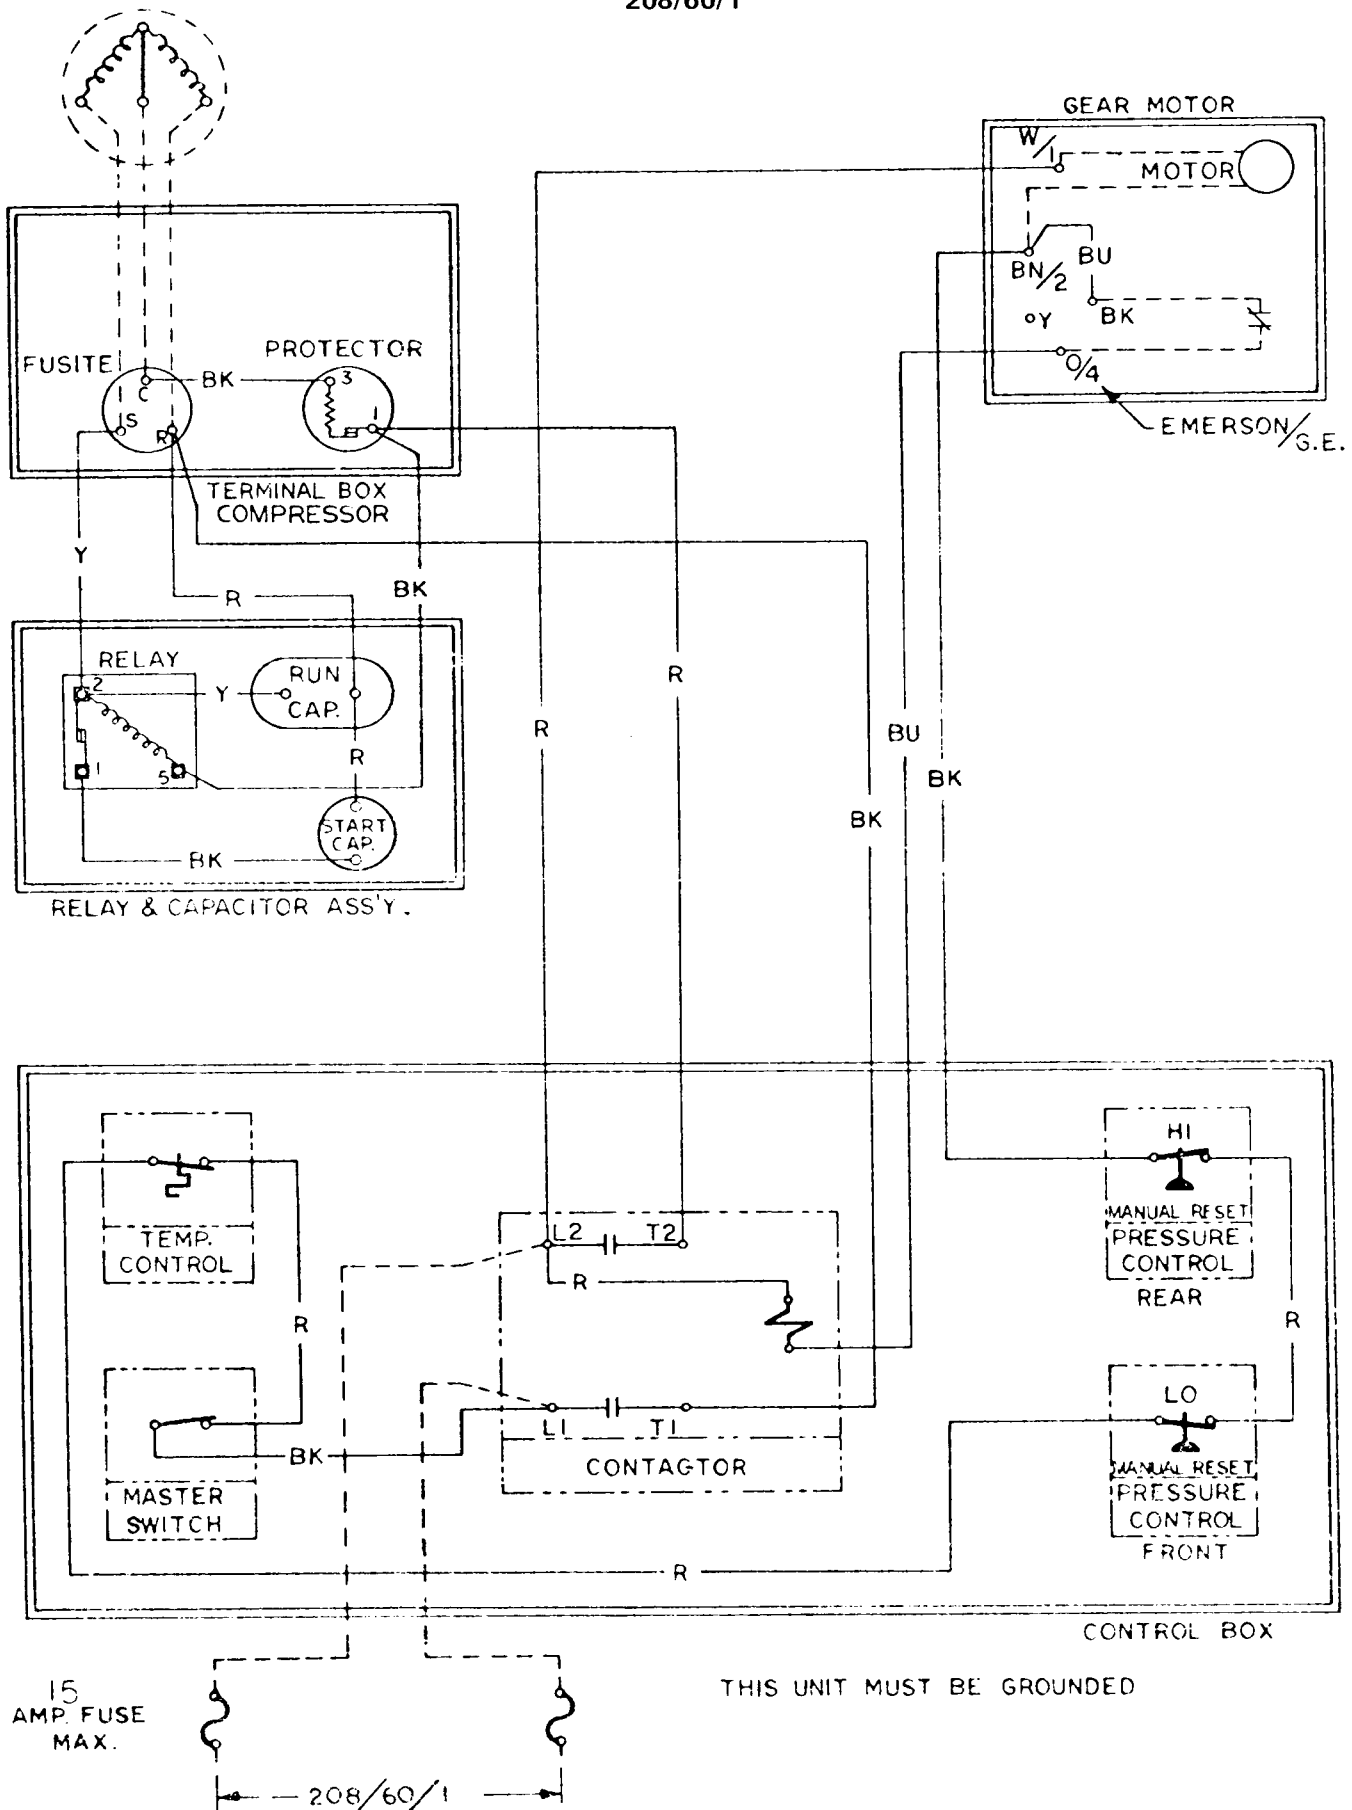 208/60/1
GEAR MOTOR
W/1
MOTOR
BN/2
BU
Y
BK
O/4
EMERSON/G.E.
FUSITE
PROTECTOR
BK
C
S
R
3
1
TERMINAL BOX
COMPRESSOR
Y
R
BK
RELAY
2
1
5
Y
RUN
CAP.
R
START
CAP.
BK
RELAY & CAPACITOR ASS'Y.
R
R
BK
BU
BK
TEMP.
CONTROL
R
MASTER
SWITCH
BK
L2
T2
R
L1
T1
CONTAGTOR
HI
MANUAL RESET
PRESSURE
CONTROL
REAR
R
LO
MANUAL RESET
PRESSURE
CONTROL
FRONT
R
CONTROL BOX
15
AMP. FUSE
MAX.
THIS UNIT MUST BE GROUNDED
208/60/1